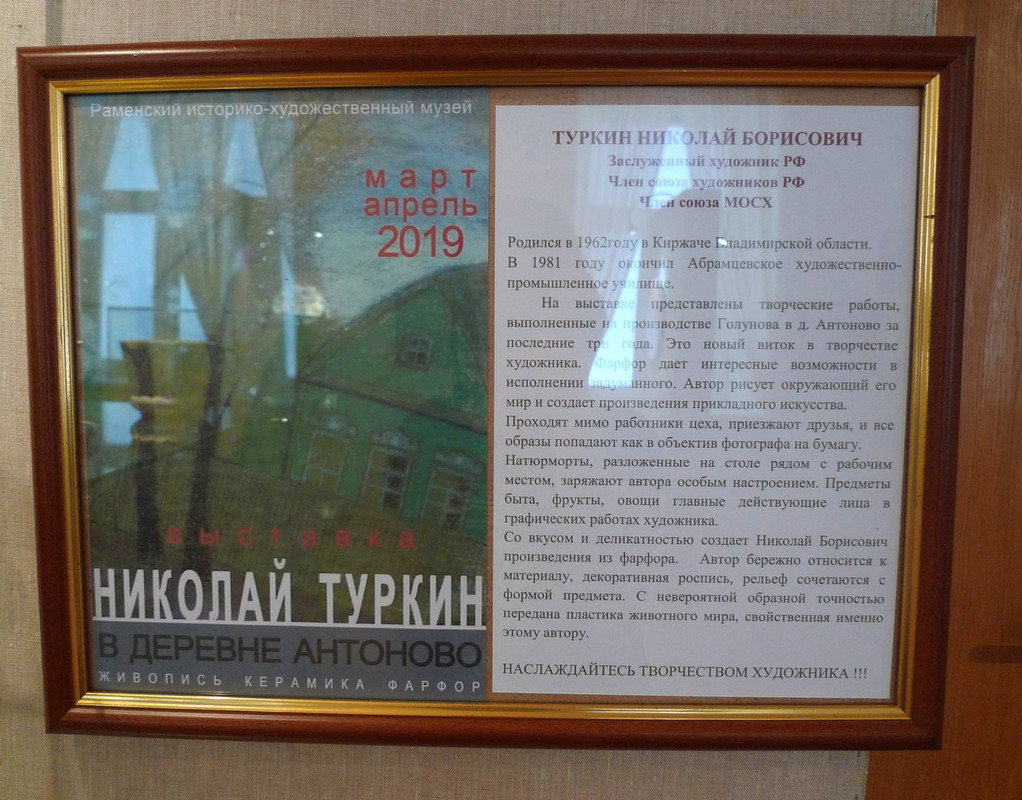 Раменский историко-художественный музей
март
апрель
2019
выставка
НИКОЛАЙ ТУРКИН
В ДЕРЕВНЕ АНТОНОВО
ЖИВОПИСЬ КЕРАМИКА ФАРФОР
ТУРКИН НИКОЛАЙ БОРИСОВИЧ
Заслуженный художник РФ
Член союза художников РФ
Член союза МОСХ
Родился в 1962году в Киржаче Владимирской области.
В 1981 году окончил Абрамцевское художественно-
промышленное училище.
На выставке представлены творческие работы,
выполненные на производстве Голунова в д. Антоново за
последние три года. Это новый виток в творчестве
художника. Фарфор дает интересные возможности в
исполнении задуманного. Автор рисует окружающий его
мир и создает произведения прикладного искусства.
Проходят мимо работники цеха, приезжают друзья, и все
образы попадают как в объектив фотографа на бумагу.
Натюрморты, разложенные на столе рядом с рабочим
местом, заряжают автора особым настроением. Предметы
быта, фрукты, овощи главные действующие лица в
графических работах художника.
Со вкусом и деликатностью создает Николай Борисович
произведения из фарфора. Автор бережно относится к
материалу, декоративная роспись, рельеф сочетаются с
формой предмета. С невероятной образной точностью
передана пластика животного мира, свойственная именно
этому автору.
НАСЛАЖДАЙТЕСЬ ТВОРЧЕСТВОМ ХУДОЖНИКА !!!